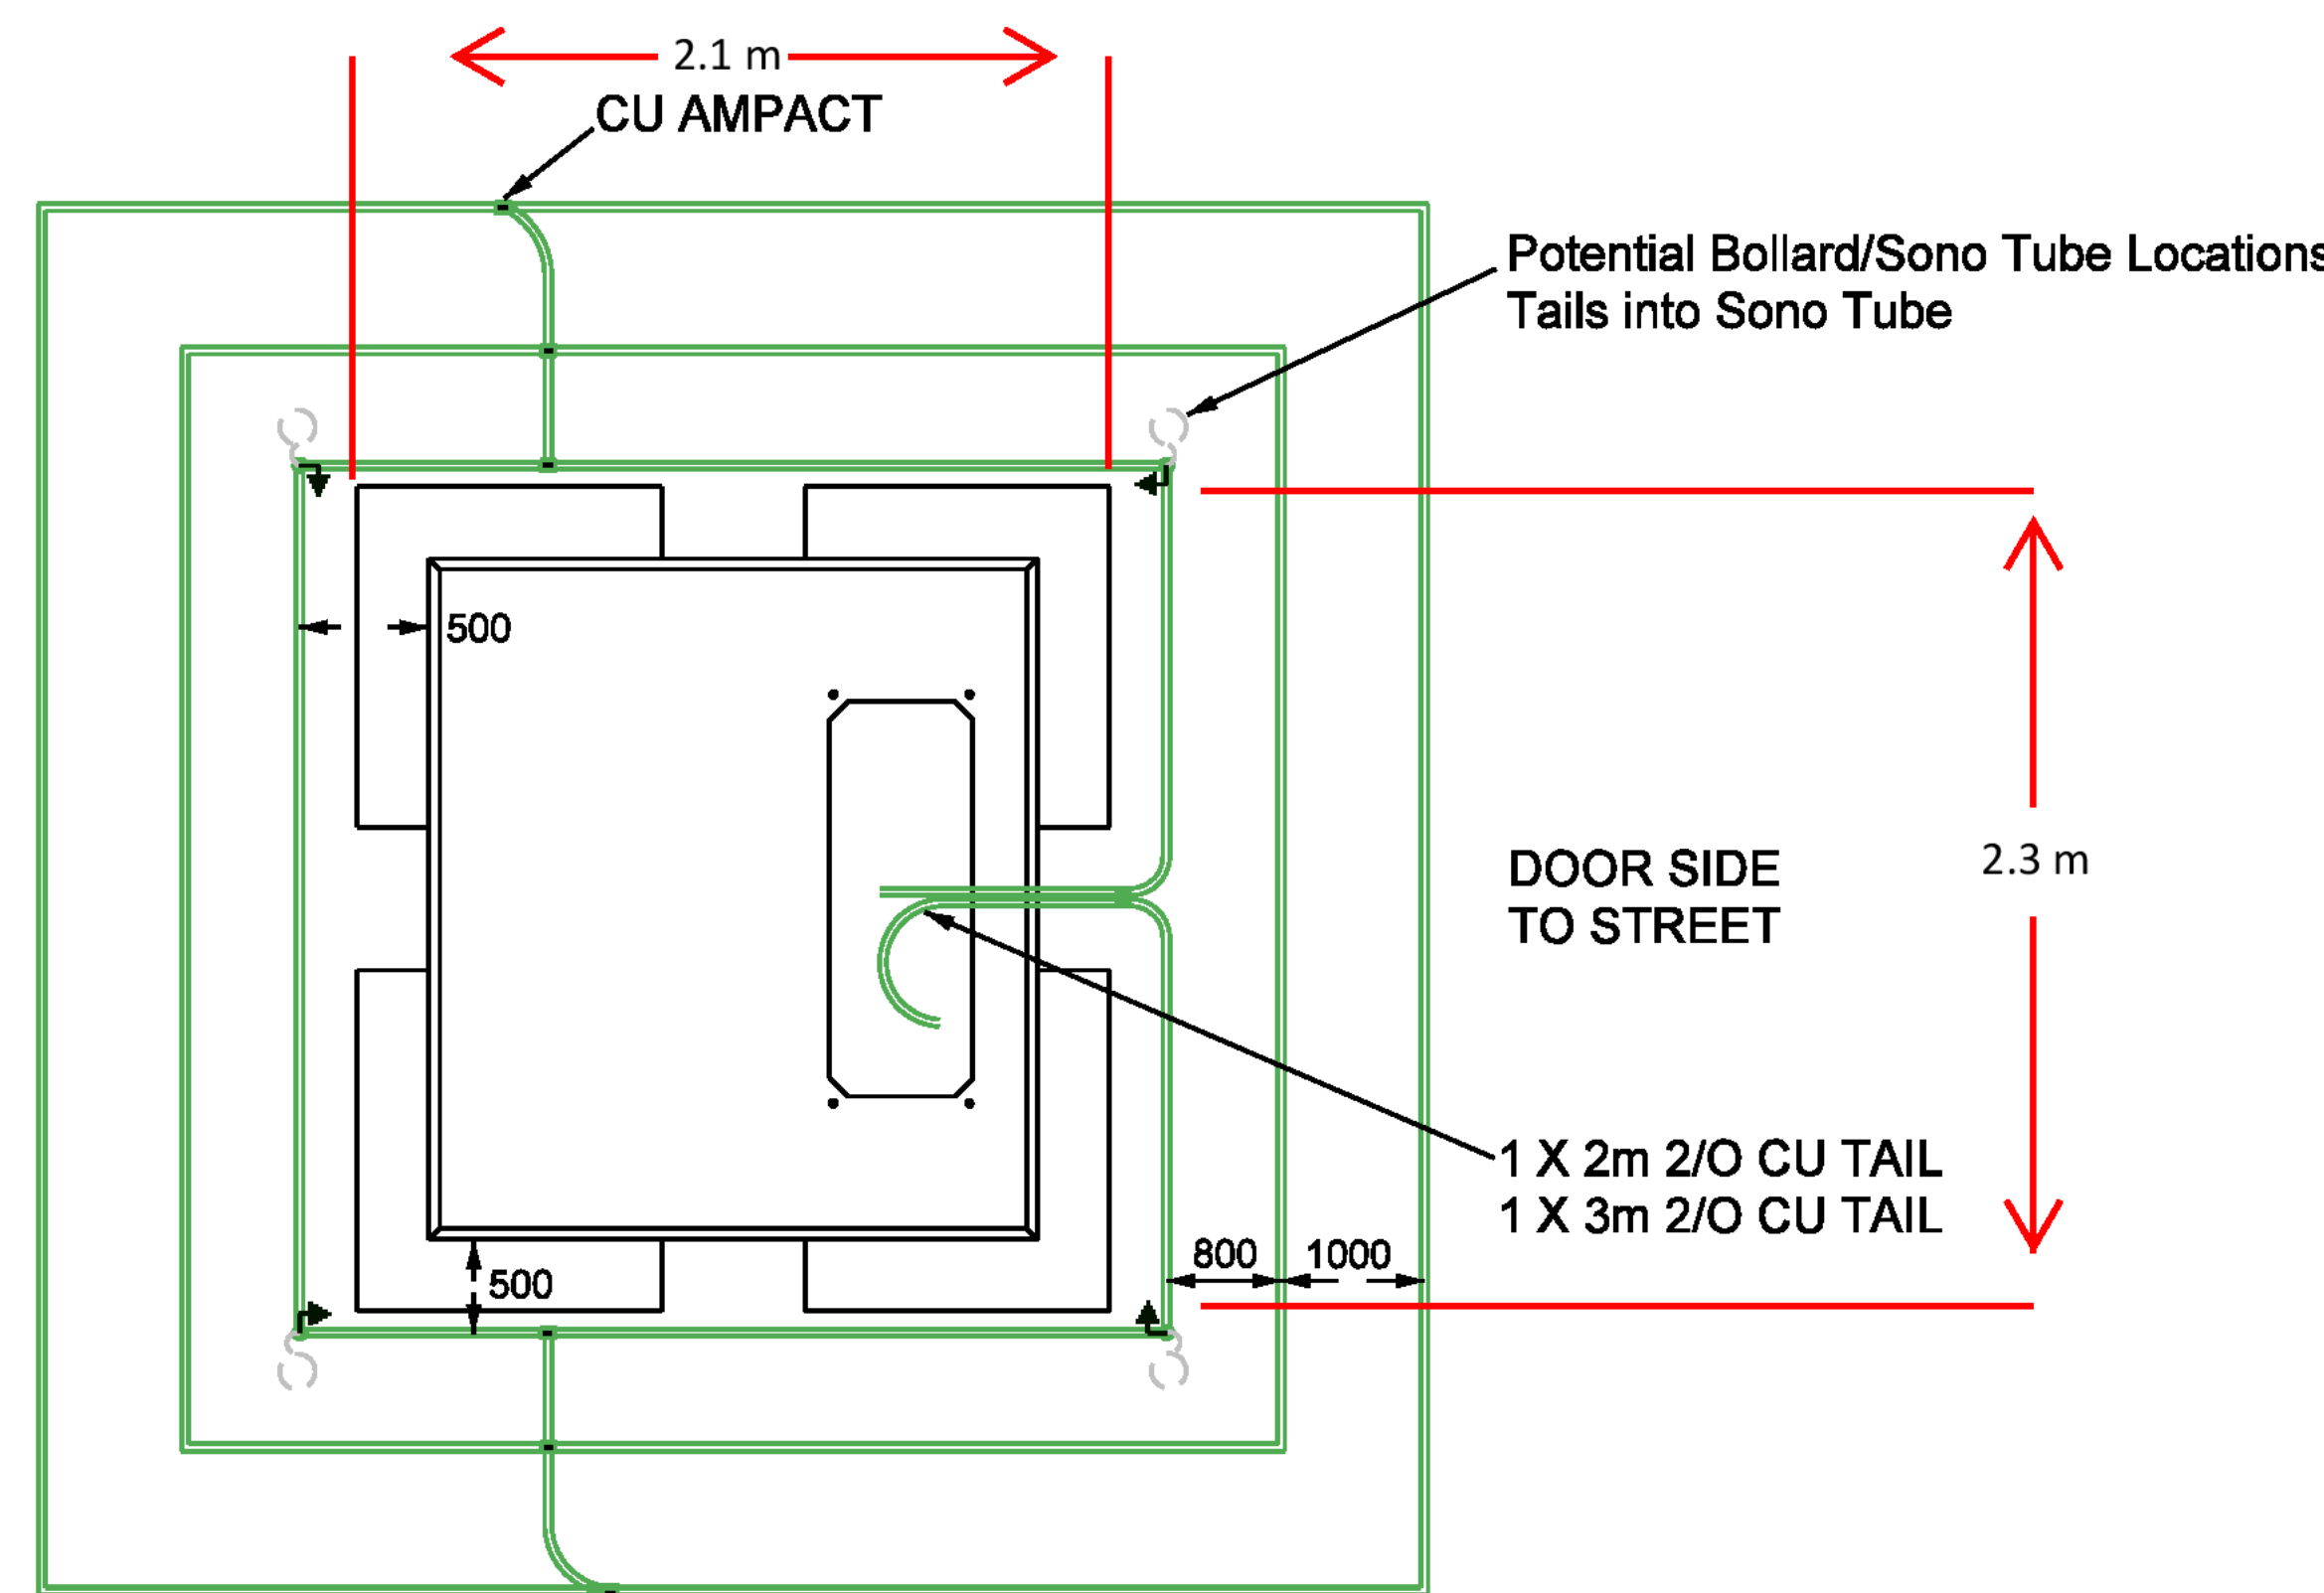 2.1 m
CU AMPACT
Potential Bollard/Sono Tube Locations
Tails into Sono Tube
500
DOOR SIDE
TO STREET
2.3 m
1 X 2m 2/O CU TAIL
1 X 3m 2/O CU TAIL
800
1000
500